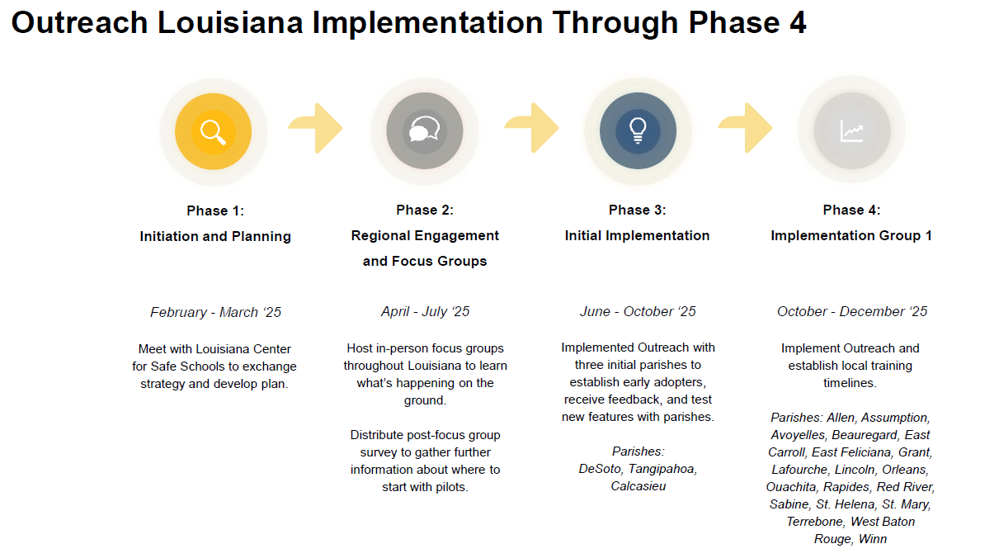 Outreach Louisiana Implementation Through Phase 4
Phase 1:
Initiation and Planning
February - March ‘25
Meet with Louisiana Center
for Safe Schools to exchange
strategy and develop plan.
Phase 2:
Regional Engagement
and Focus Groups
April - July ‘25
Host in-person focus groups
throughout Louisiana to learn
what’s happening on the
ground.
Distribute post-focus group
survey to gather further
information about where to
start with pilots.
Phase 3:
Initial Implementation
June - October ‘25
Implemented Outreach with
three initial parishes to
establish early adopters,
receive feedback, and test
new features with parishes.
Parishes:
DeSoto, Tangipahoa,
Calcasieu
Phase 4:
Implementation Group 1
October - December ‘25
Implement Outreach and
establish local training
timelines.
Parishes: Allen, Assumption,
Avoyelles, Beauregard, East
Carroll, East Feliciana, Grant,
Lafourche, Lincoln, Orleans,
Ouachita, Rapides, Red River,
Sabine, St. Helena, St. Mary,
Terrebone, West Baton
Rouge, Winn